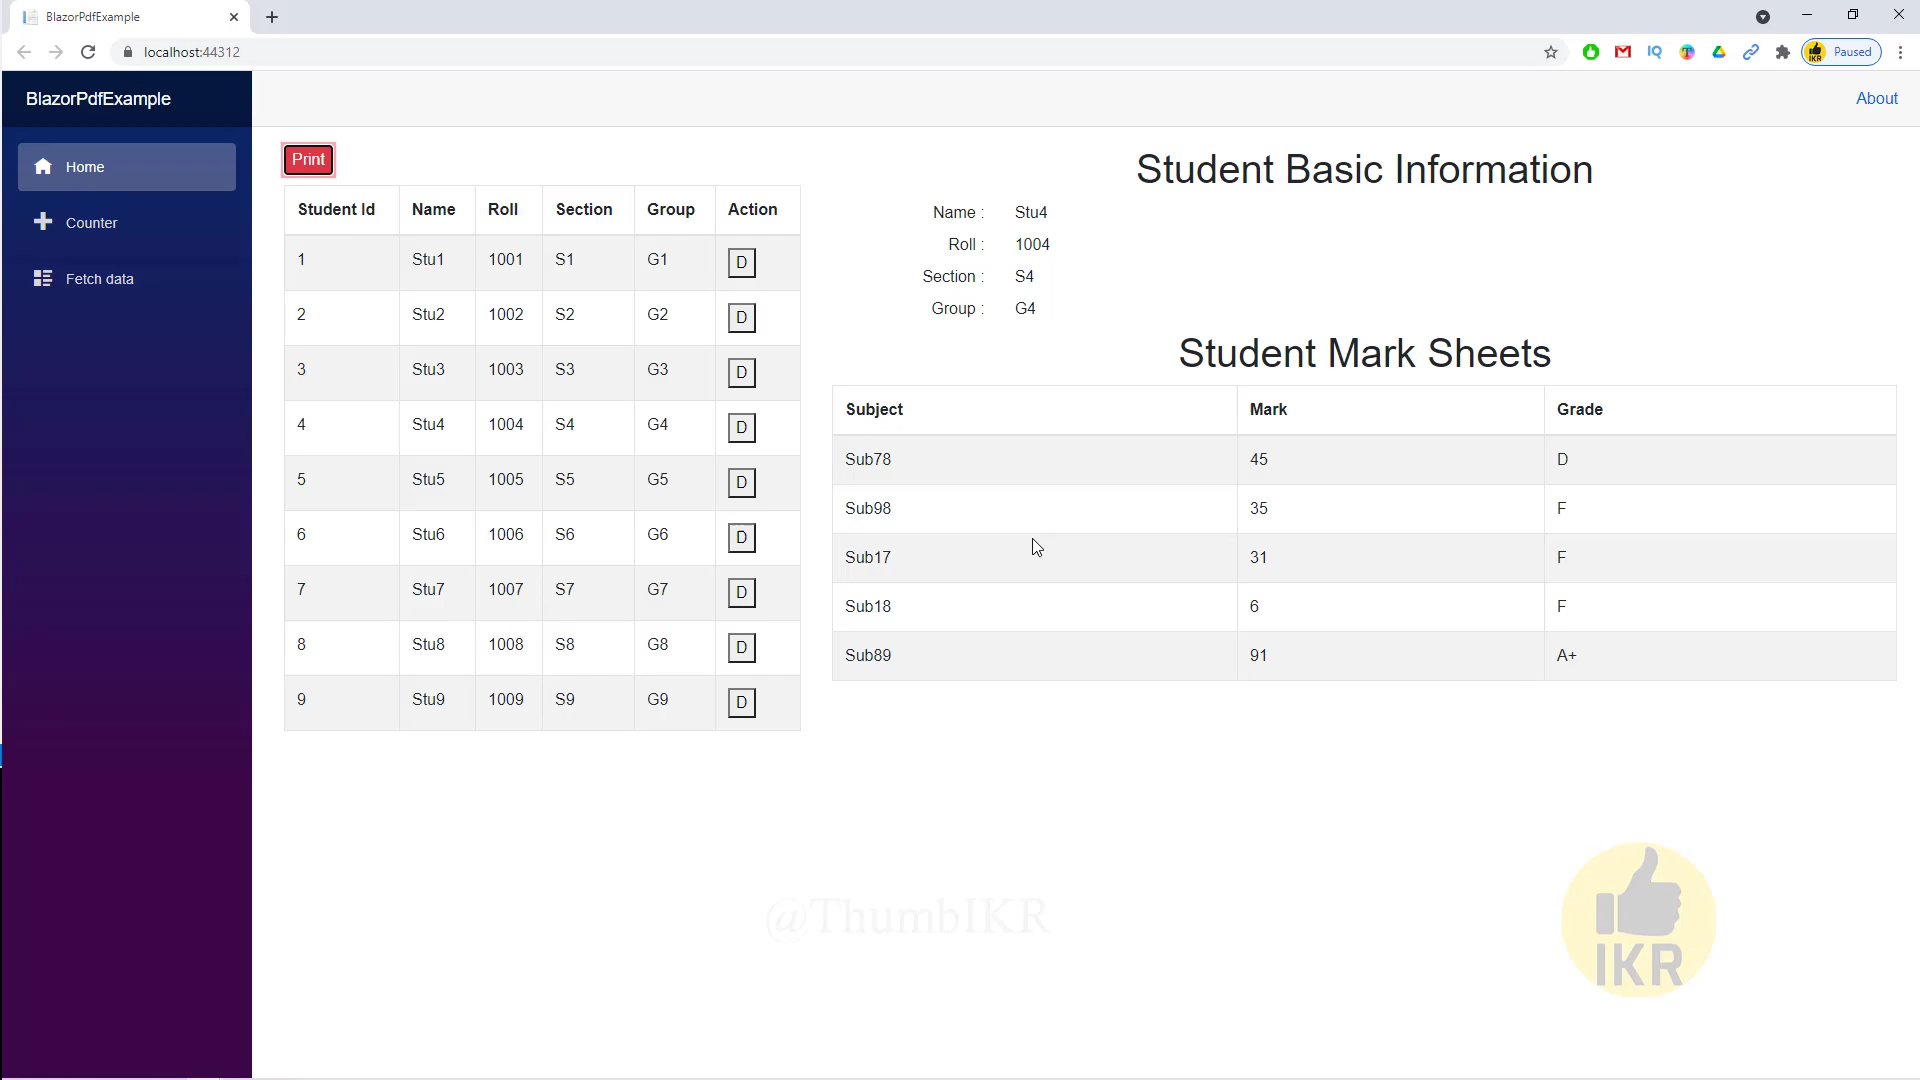 BlazorPdfExample
localhost:44312
IQ
T
IKR
Paused
BlazorPdfExample
About
Home
Counter
Fetch data
Print
Student Id Name Roll Section Group Action
1 Stu1 1001 S1 G1 D
2 Stu2 1002 S2 G2 D
3 Stu3 1003 S3 G3 D
4 Stu4 1004 S4 G4 D
5 Stu5 1005 S5 G5 D
6 Stu6 1006 S6 G6 D
7 Stu7 1007 S7 G7 D
8 Stu8 1008 S8 G8 D
9 Stu9 1009 S9 G9 D
Student Basic Information
Name : Stu4
Roll : 1004
Section : S4
Group : G4
Student Mark Sheets
Subject Mark Grade
Sub78 45 D
Sub98 35 F
Sub17 31 F
Sub18 6 F
Sub89 91 A+
@ThumbIKR
IKR